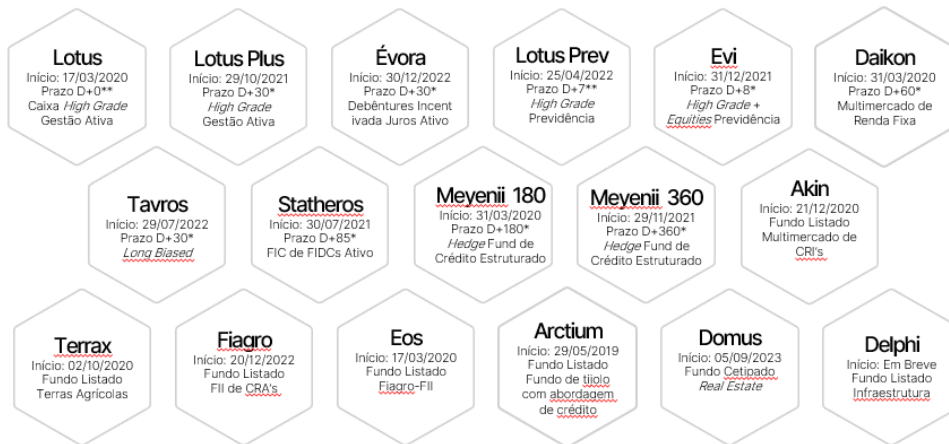 Lotus
Início: 17/03/2020
Prazo D+0**
Caixa High Grade
Gestão Ativa
Lotus Plus
Início: 29/10/2021
Prazo D+30*
High Grade
Gestão Ativa
Évora
Início: 30/12/2022
Prazo D+30*
Debêntures Incent
ivada Juros Ativo
Lotus Prev
Início: 25/04/2022
Prazo D+7**
High Grade
Previdência
Evi
Início: 31/12/2021
Prazo D+8*
High Grade +
Equities Previdência
Daikon
Início: 31/03/2020
Prazo D+60*
Multimercado de
Renda Fixa
Tavros
Início: 29/07/2022
Prazo D+30*
Long Biased
Statheros
Início: 30/07/2021
Prazo D+85*
FIC de FIDCs Ativo
Meyenii 180
Início: 31/03/2020
Prazo D+180*
Hedge Fund de
Crédito Estruturado
Meyenii 360
Início: 29/11/2021
Prazo D+360*
Hedge Fund de
Crédito Estruturado
Akin
Início: 21/12/2020
Fundo Listado
Multimercado de
CRI's
Terrax
Início: 02/10/2020
Fundo Listado
Terras Agrícolas
Fiagro
Início: 20/12/2022
Fundo Listado
FII de CRA's
Eos
Início: 17/03/2020
Fundo Listado
Fiagro-FII
Arctium
Início: 29/05/2019
Fundo Listado
Fundo de tijolo
com abordagem
de crédito
Domus
Início: 05/09/2023
Fundo Cetipado
Real Estate
Delphi
Início: Em Breve
Fundo Listado
Infraestrutura